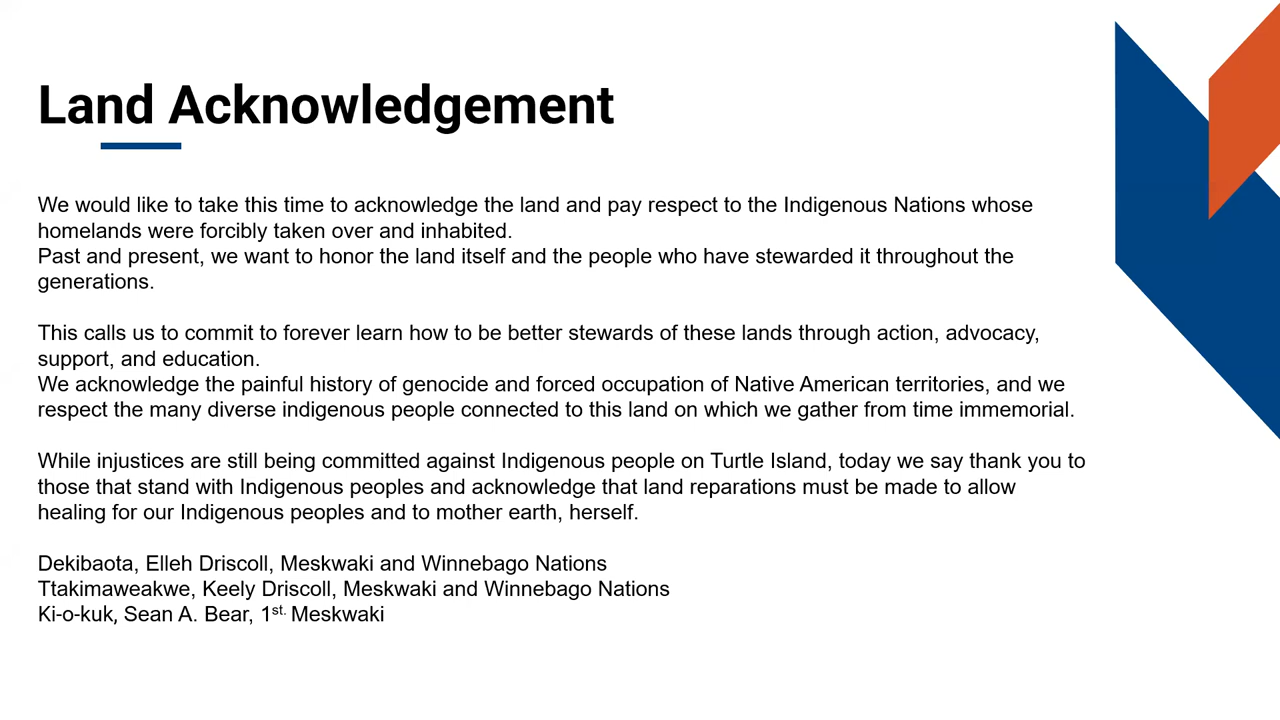 Land Acknowledgement
We would like to take this time to acknowledge the land and pay respect to the Indigenous Nations whose
homelands were forcibly taken over and inhabited.
Past and present, we want to honor the land itself and the people who have stewarded it throughout the
generations.
This calls us to commit to forever learn how to be better stewards of these lands through action, advocacy,
support, and education.
We acknowledge the painful history of genocide and forced occupation of Native American territories, and we
respect the many diverse indigenous people connected to this land on which we gather from time immemorial.
While injustices are still being committed against Indigenous people on Turtle Island, today we say thank you to
those that stand with Indigenous peoples and acknowledge that land reparations must be made to allow
healing for our Indigenous peoples and to mother earth, herself.
Dekibaota, Elleh Driscoll, Meskwaki and Winnebago Nations
Ttakimaweakwe, Keely Driscoll, Meskwaki and Winnebago Nations
Ki-o-kuk, Sean A. Bear, 1st. Meskwaki